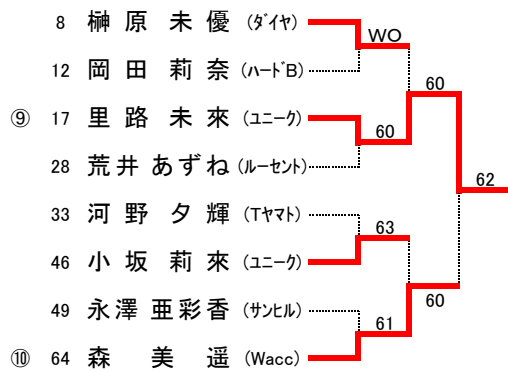 8 榊原 未優 (ﾀﾞｲﾔ)
WO
12 岡田 莉奈 (ﾊｰﾄﾞB)
60
⑨ 17 里路 未來 (ﾕﾆｰｸ)
60
28 荒井 あずね (ﾙｰｾﾝﾄ)
62
33 河野 夕輝 (Tﾔﾏﾄ)
63
46 小坂 莉來 (ﾕﾆｰｸ)
60
49 永澤 亜彩香 (ｻﾝﾋﾙ)
61
⑩ 64 森 美遥 (Wacc)